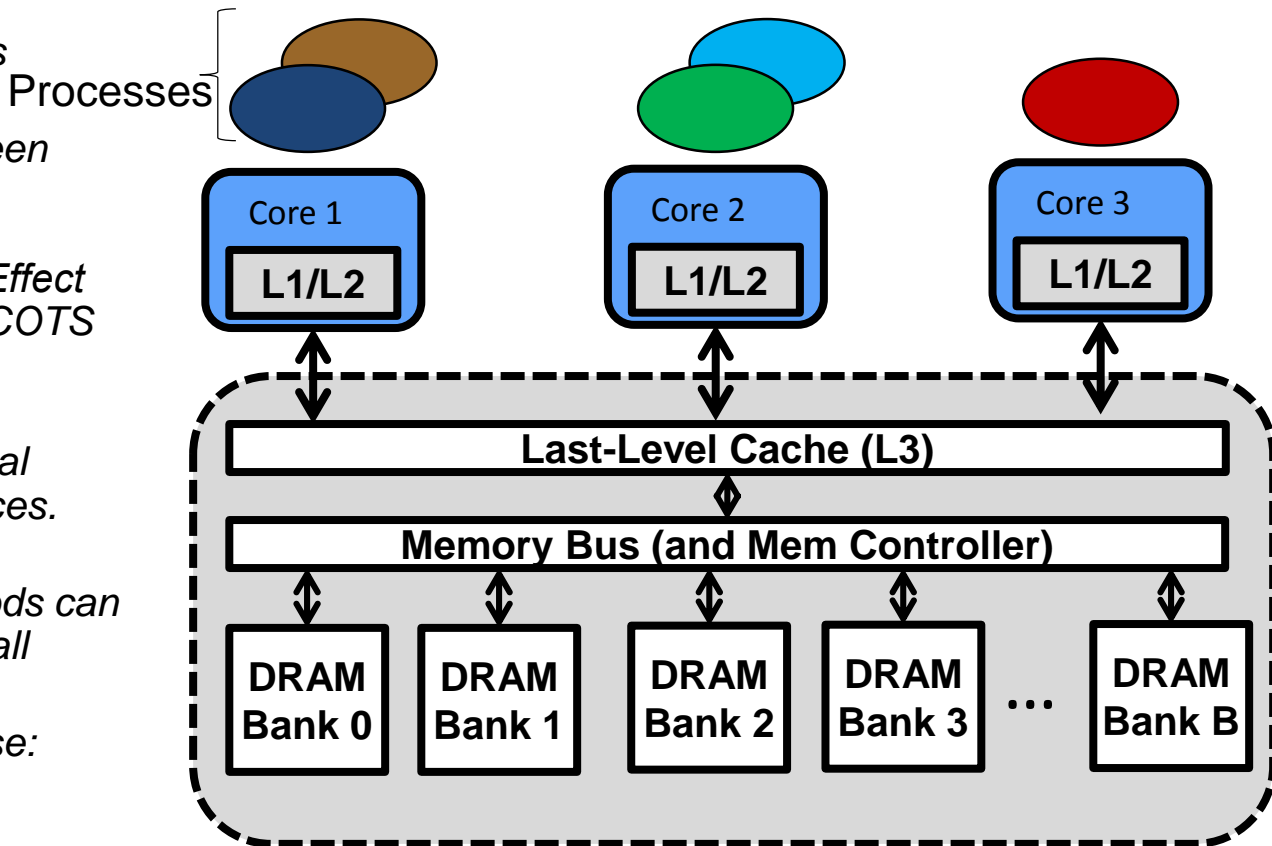 s
Processes
een
Effect
COTS
al
ces.
ods can
all
se:
Core 1
L1/L2
Core 2
L1/L2
Core 3
L1/L2
Last-Level Cache (L3)
Memory Bus (and Mem Controller)
DRAM
Bank 0
DRAM
Bank 1
DRAM
Bank 2
DRAM
Bank 3
...
DRAM
Bank B